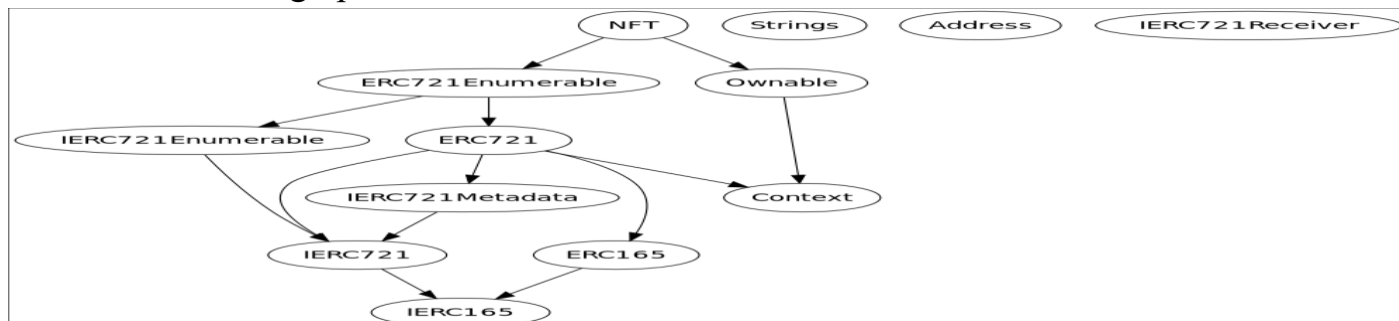 NFT Strings Address IERC721Receiver
ERC721Enumerable Ownable
IERC721Enumerable ERC721
IERC721Metadata Context
IERC721 ERC165
IERC165